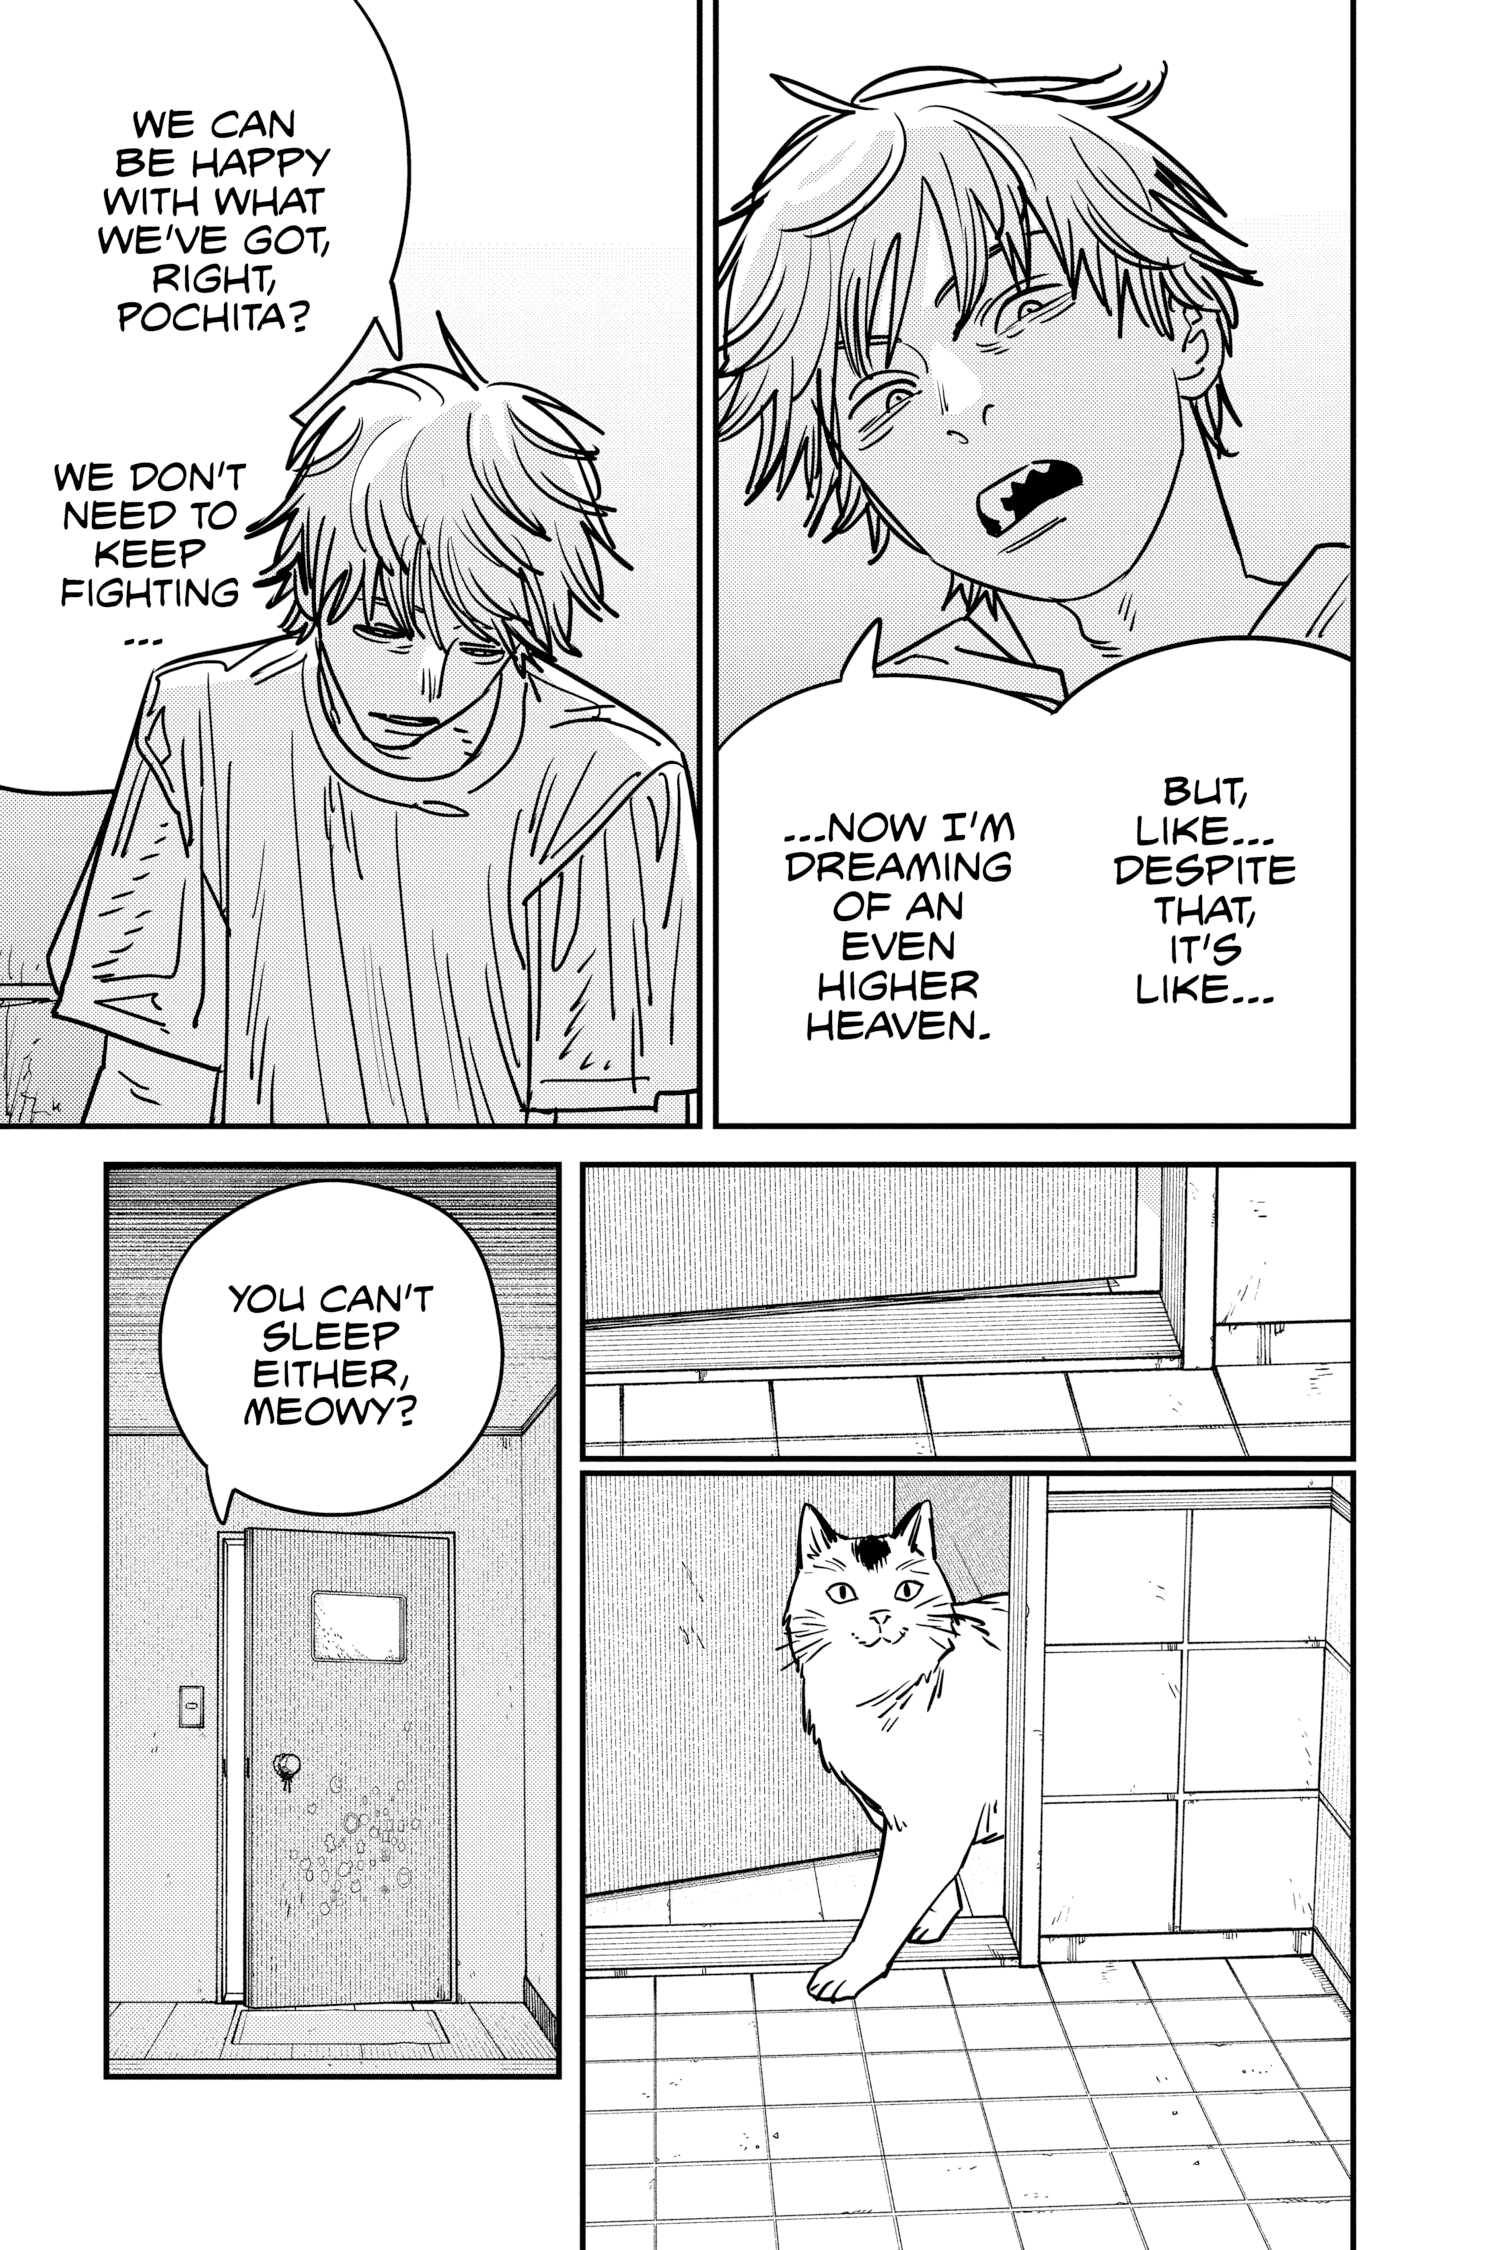 BUT,
LIKE...
DESPITE
THAT,
IT'S
LIKE...
...NOW I'M
DREAMING
OF AN
EVEN
HIGHER
HEAVEN.
WE CAN
BE HAPPY
WITH WHAT
WE'VE GOT,
RIGHT,
POCHITA?
WE DON'T
NEED TO
KEEP
FIGHTING
...
YOU CAN'T
SLEEP
EITHER,
MEOWY?